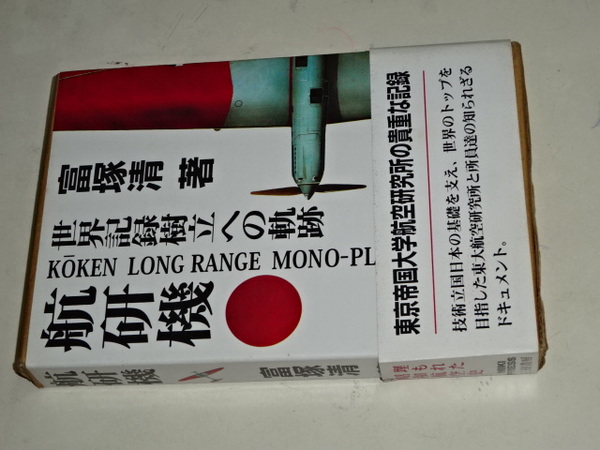 富塚清 著
世界記録樹立への軌跡
KŌKEN LONG RANGE MONO-PL
航研機
東京帝国大学航空研究所の貴重な記録
技術立国日本の基礎を支え、世界のトップを
目指した東大航空研究所と所員達の知られざる
ドキュメント。
航研機
富塚清